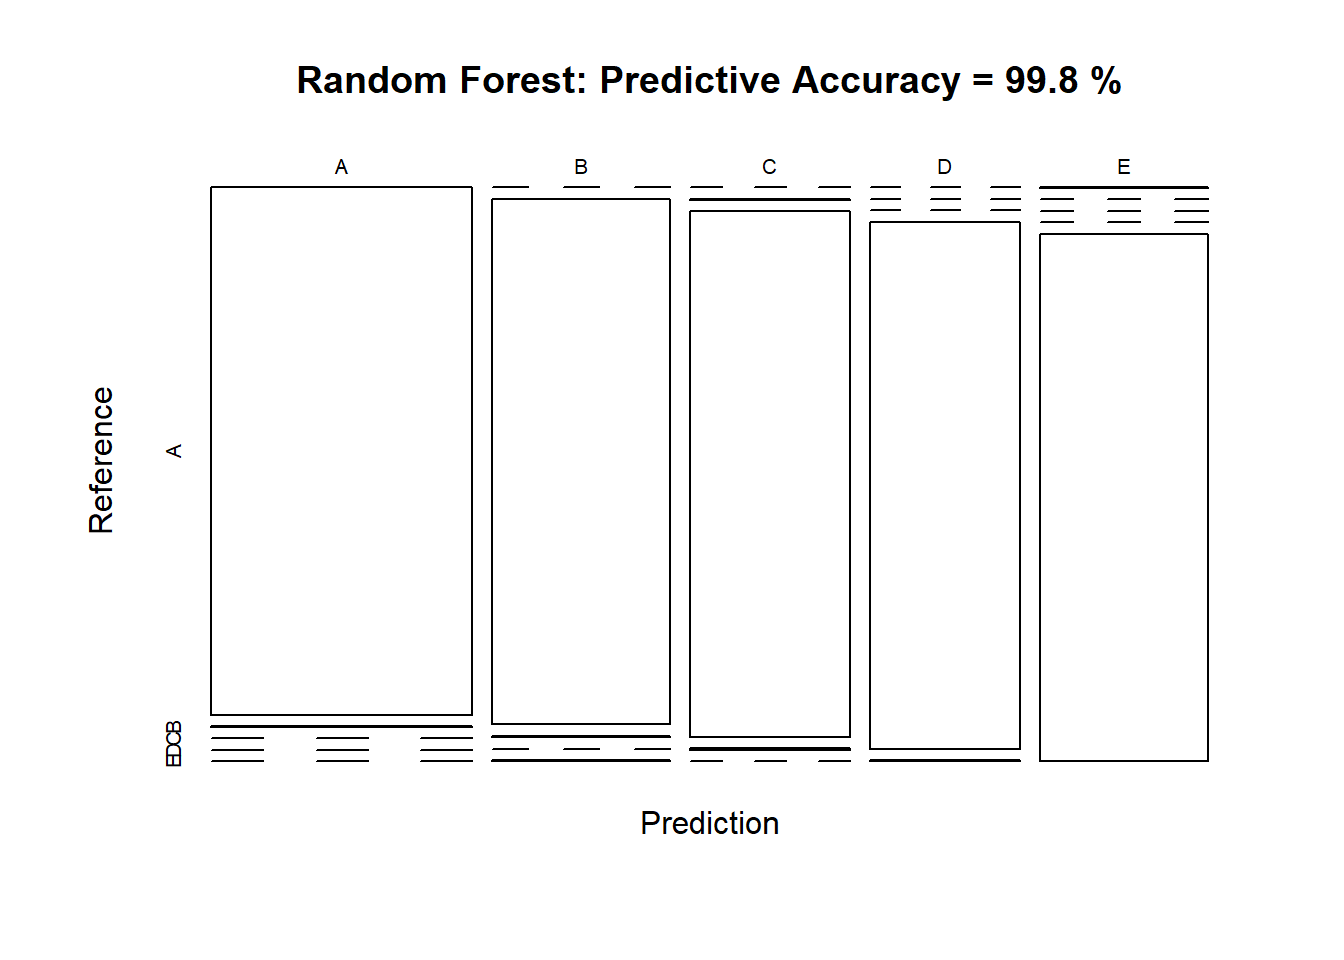 Random Forest: Predictive Accuracy = 99.8 %
A B C D E
Reference
A
EDCB
Prediction